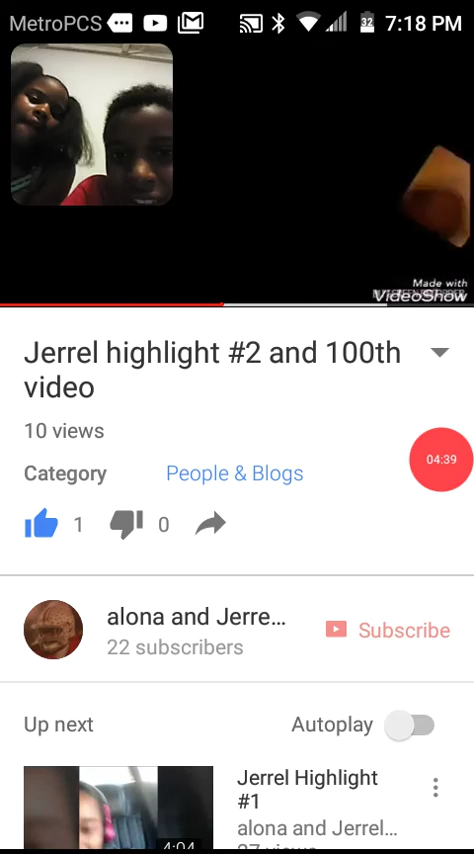 MetroPCS 32 7:18 PM
Made with
VideoShow
Jerrel highlight #2 and 100th
video
10 views
04:39
Category People & Blogs
1 0
alona and Jerre...
Subscribe
22 subscribers
Up next Autoplay
Jerrel Highlight
#1
alona and Jerrel...
4:04